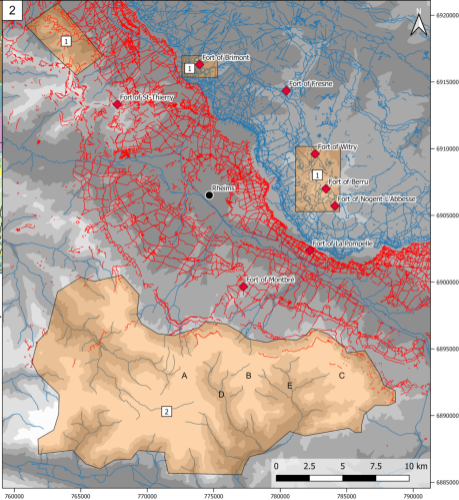 2
N
6920000
1
Fort of Brimont
1
6915000
Fort of Fresne
Fort of St-Thierry
6910000
Fort of Witry
1
Fort of Berru
Rheims
Fort of Nogent L'Abbesse
6905000
Fort of La Pompelle
6900000
Fort of Montbré
6895000
A
B
C
D
E
2
6890000
0 2.5 5 7.5 10 km
6885000
760000 765000 770000 775000 780000 785000 790000